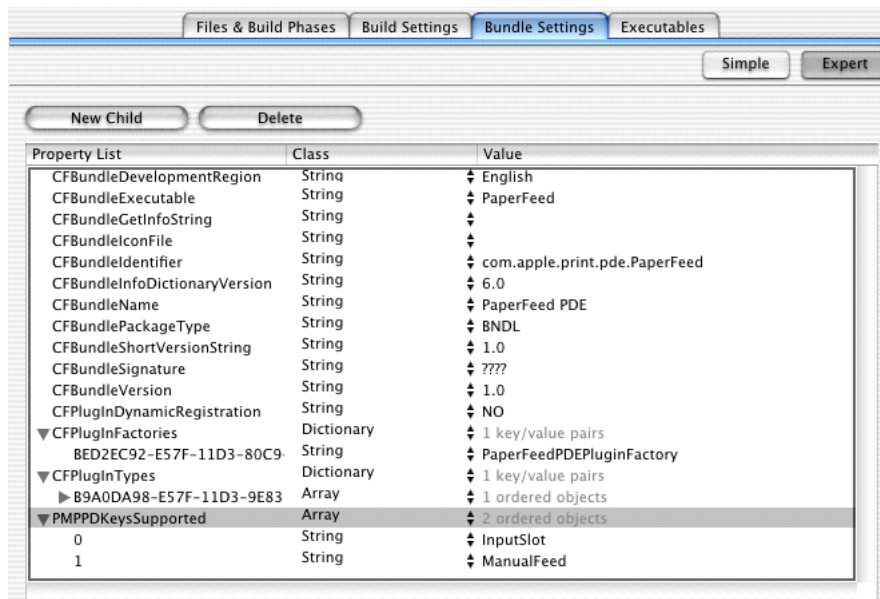 Files & Build Phases Build Settings Bundle Settings Executables
Simple Expert
New Child Delete
Property List Class Value
CFBundleDevelopmentRegion String English
CFBundleExecutable String PaperFeed
CFBundleGetInfoString String
CFBundleIconFile String
CFBundleIdentifier String com.apple.print.pde.PaperFeed
CFBundleInfoDictionaryVersion String 6.0
CFBundleName String PaperFeed PDE
CFBundlePackageType String BNDL
CFBundleShortVersionString String 1.0
CFBundleSignature String ????
CFBundleVersion String 1.0
CFPlugInDynamicRegistration String NO
CFPlugInFactories Dictionary 1 key/value pairs
BED2EC92-E57F-11D3-80C9- String PaperFeedPDEPluginFactory
CFPlugInTypes Dictionary 1 key/value pairs
B9A0DA98-E57F-11D3-9E83 Array 1 ordered objects
PMPPDKeysSupported Array 2 ordered objects
0 String InputSlot
1 String ManualFeed